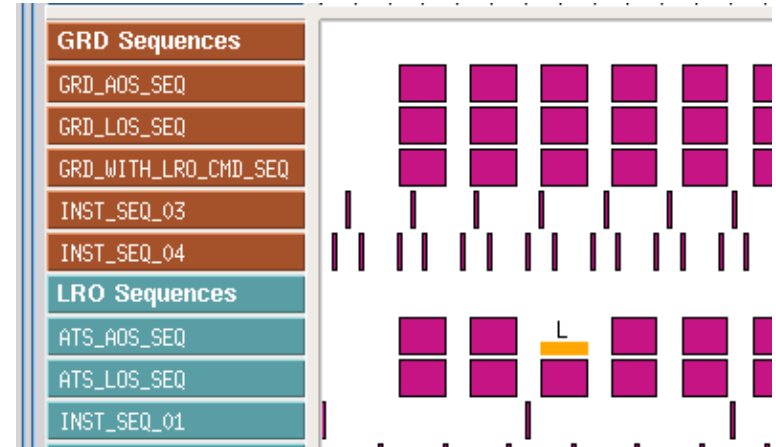 GRD Sequences
GRD_AOS_SEQ
GRD_LOS_SEQ
GRD_WITH_LRO_CMD_SEQ
INST_SEQ_03
INST_SEQ_04
LRO Sequences
ATS_AOS_SEQ
L
ATS_LOS_SEQ
INST_SEQ_01